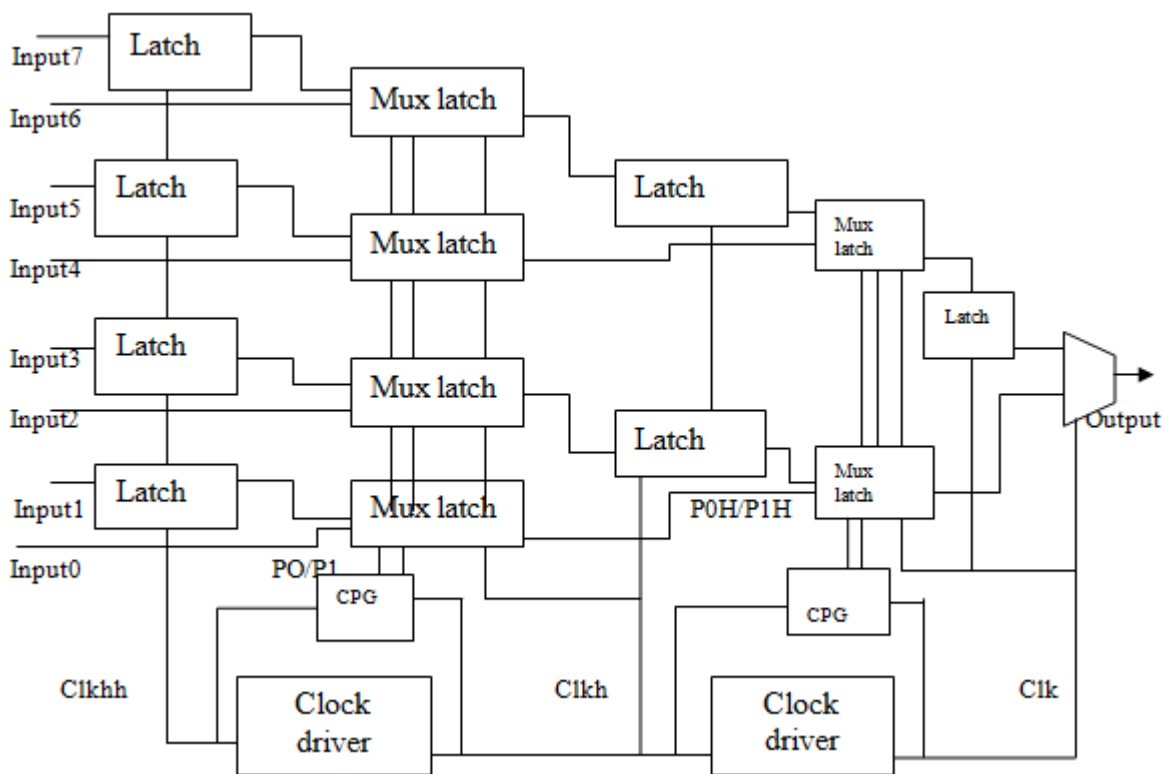 Latch
Input7
Mux latch
Input6
Latch
Latch
Input5
Mux
latch
Mux latch
Input4
Latch
Latch
Input3
Mux latch
Input2
Output
Latch
Mux
latch
Latch
Input1
Mux latch
P0H/P1H
Input0
PO/P1
CPG
CPG
Clkhh
Clkh
Clk
Clock
driver
Clock
driver